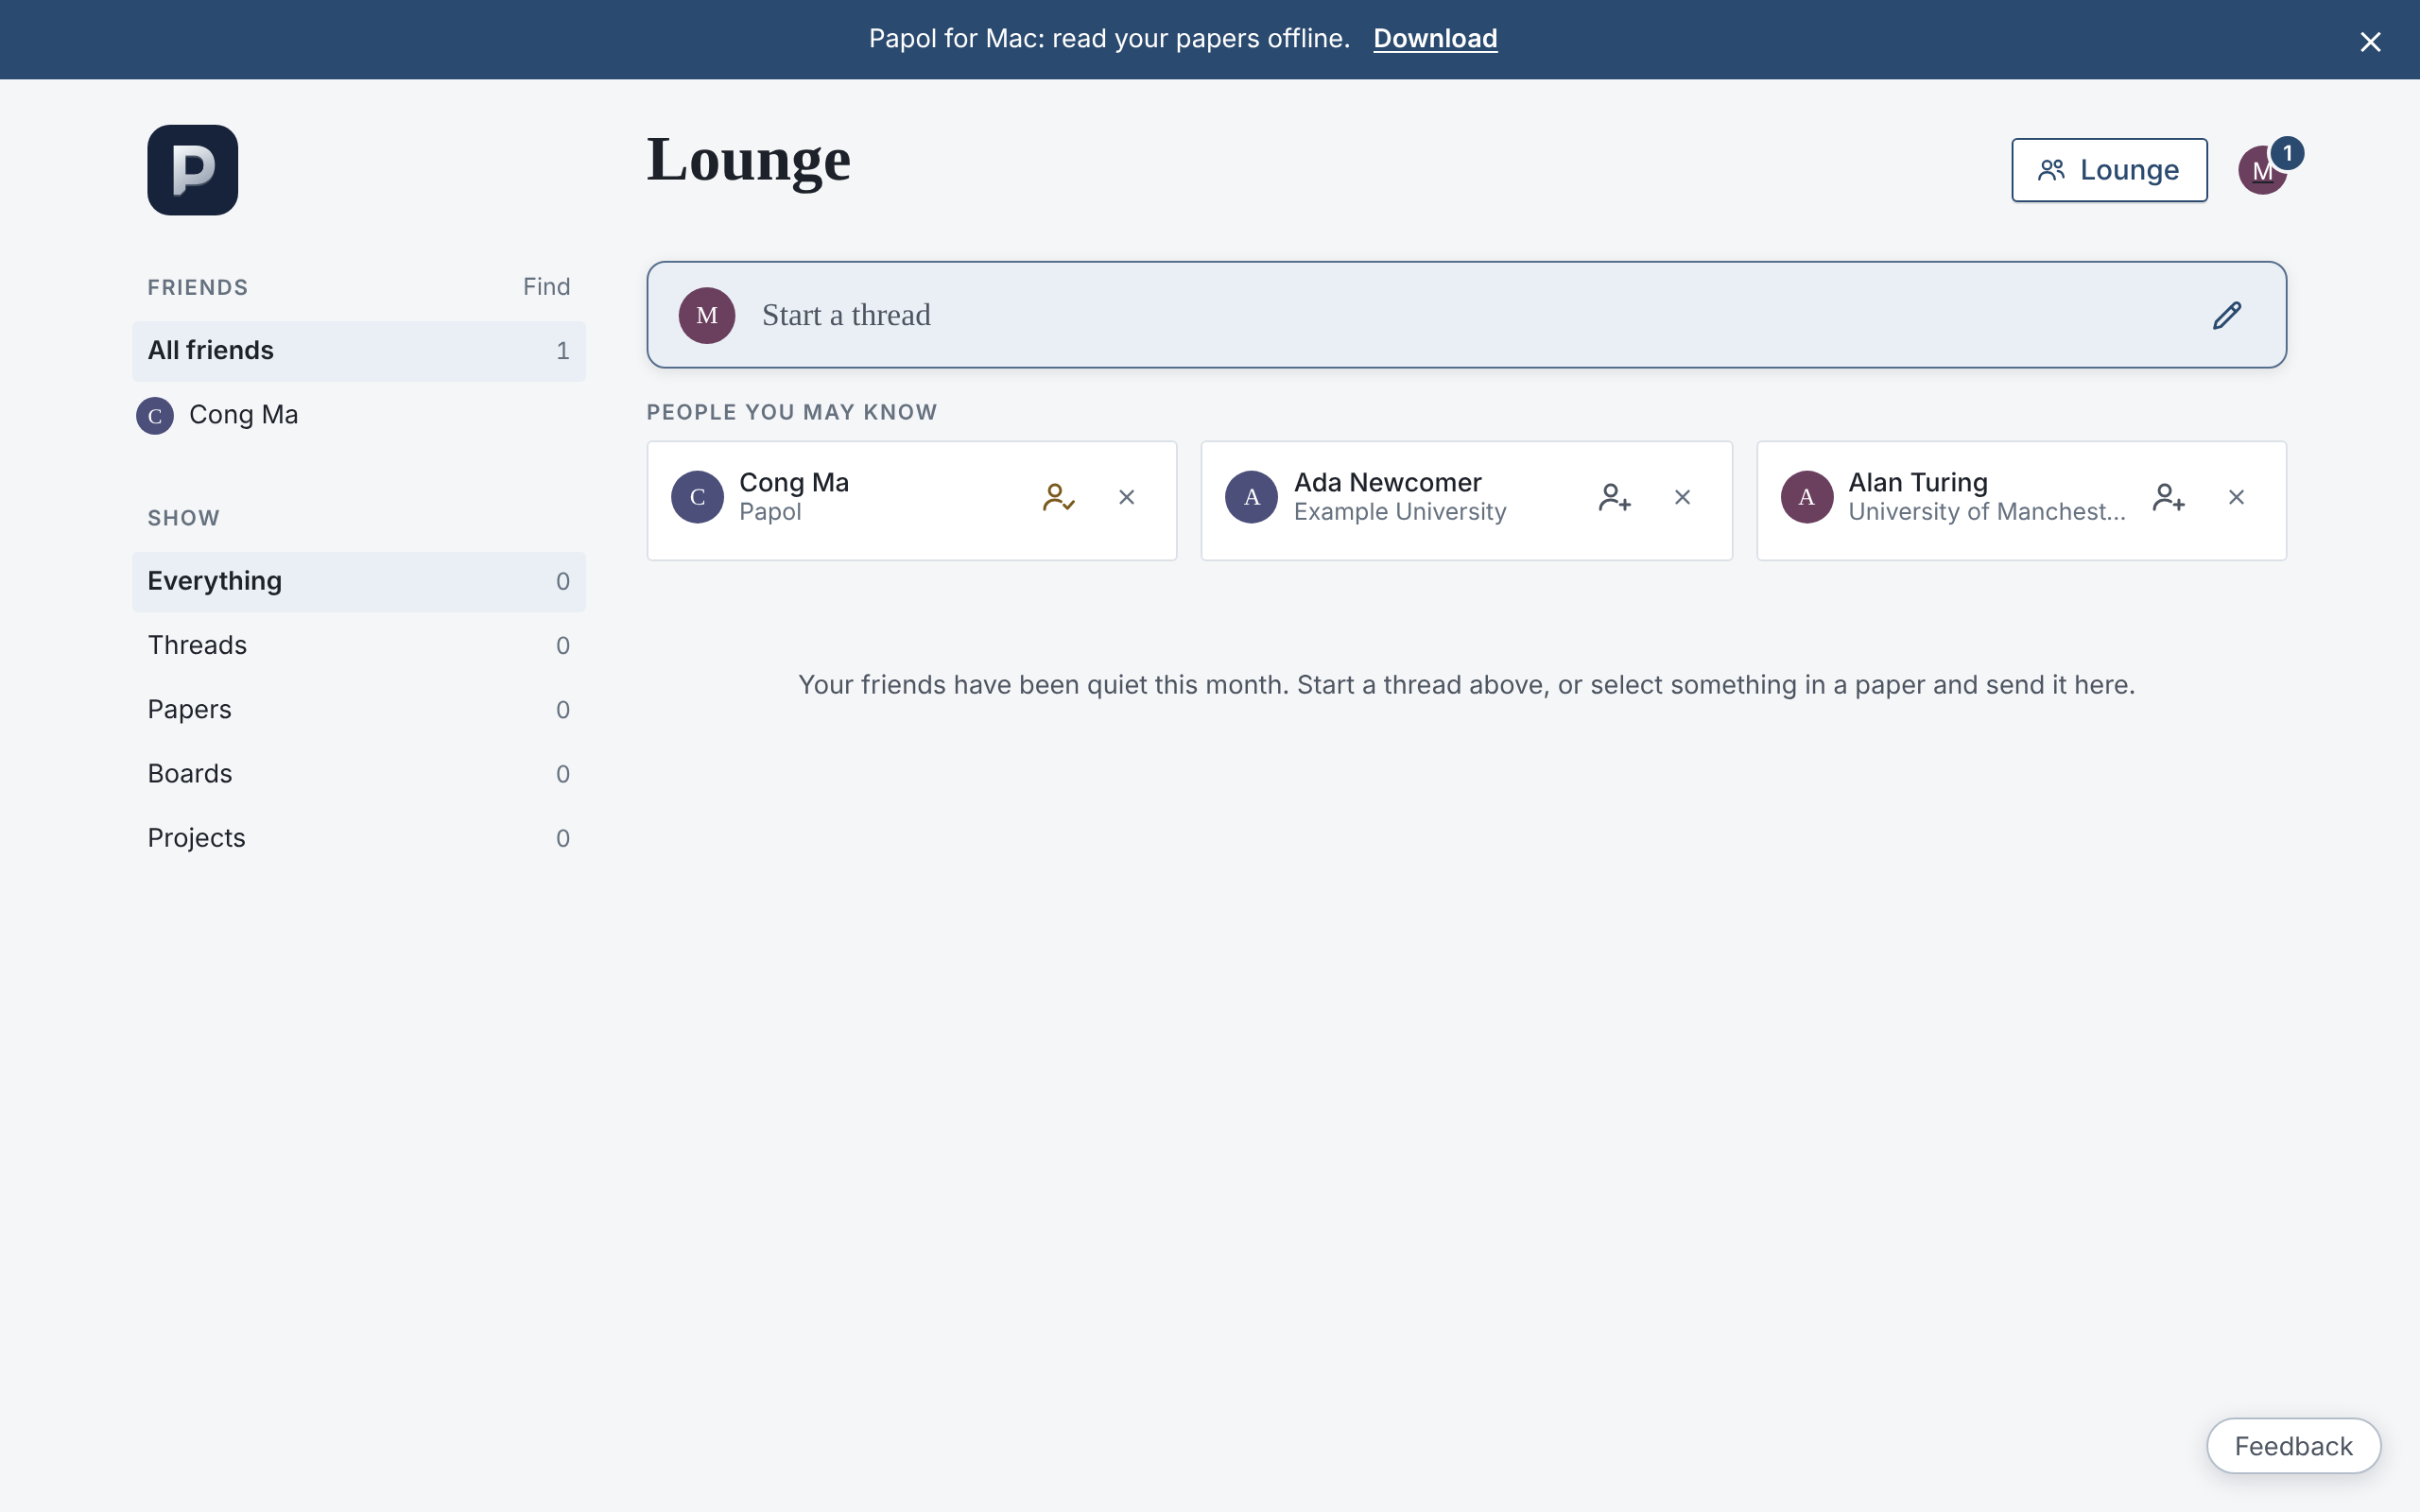 Papol for Mac: read your papers offline. Download
P
Lounge
Lounge
M
1
FRIENDS
Find
All friends
1
C
Cong Ma
SHOW
Everything
0
Threads
0
Papers
0
Boards
0
Projects
0
M
Start a thread
PEOPLE YOU MAY KNOW
C
Cong Ma
Papol
A
Ada Newcomer
Example University
A
Alan Turing
University of Manchest...
Your friends have been quiet this month. Start a thread above, or select something in a paper and send it here.
Feedback